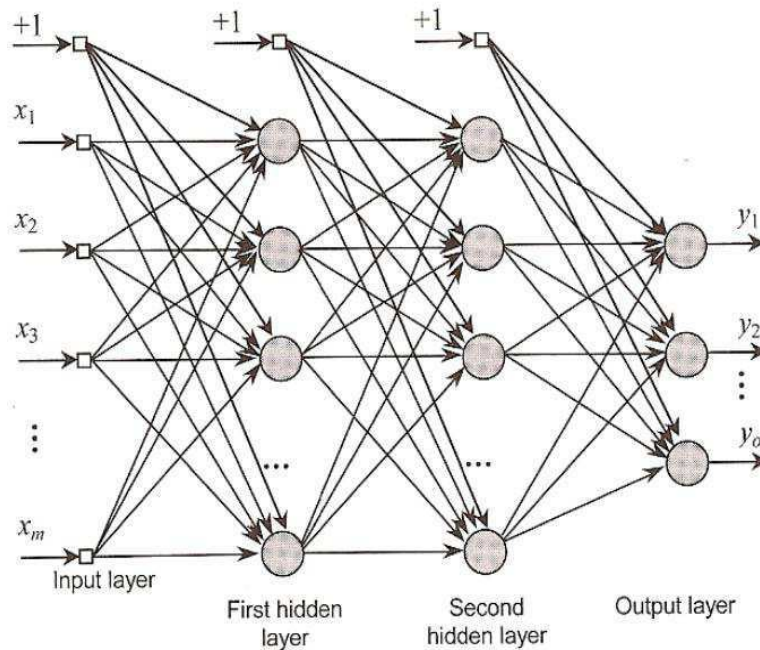 +1 +1 +1
x₁
x₂
y₁
x₃
y₂
⋮
⋮
yₒ
... ...
xₘ
Input layer
First hidden
layer
Second
hidden layer
Output layer